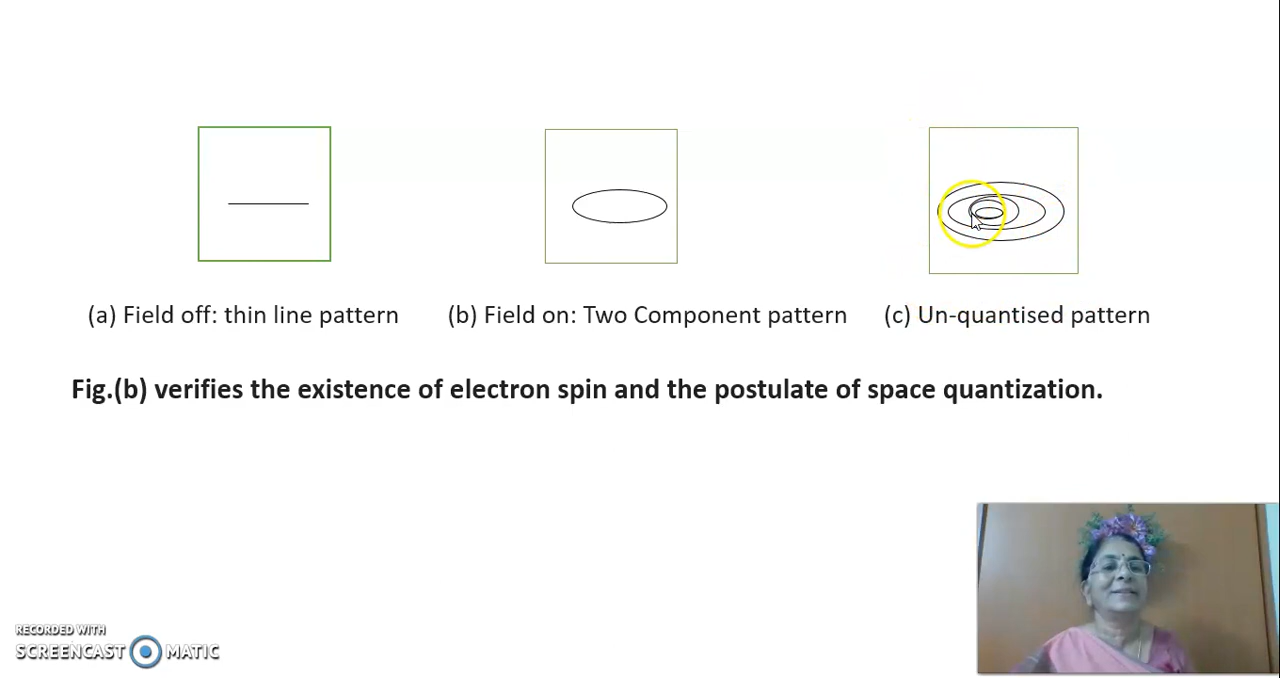 (a) Field off: thin line pattern (b) Field on: Two Component pattern (c) Un-quantised pattern
Fig.(b) verifies the existence of electron spin and the postulate of space quantization.
RECORDED WITH
SCREENCAST MATIC